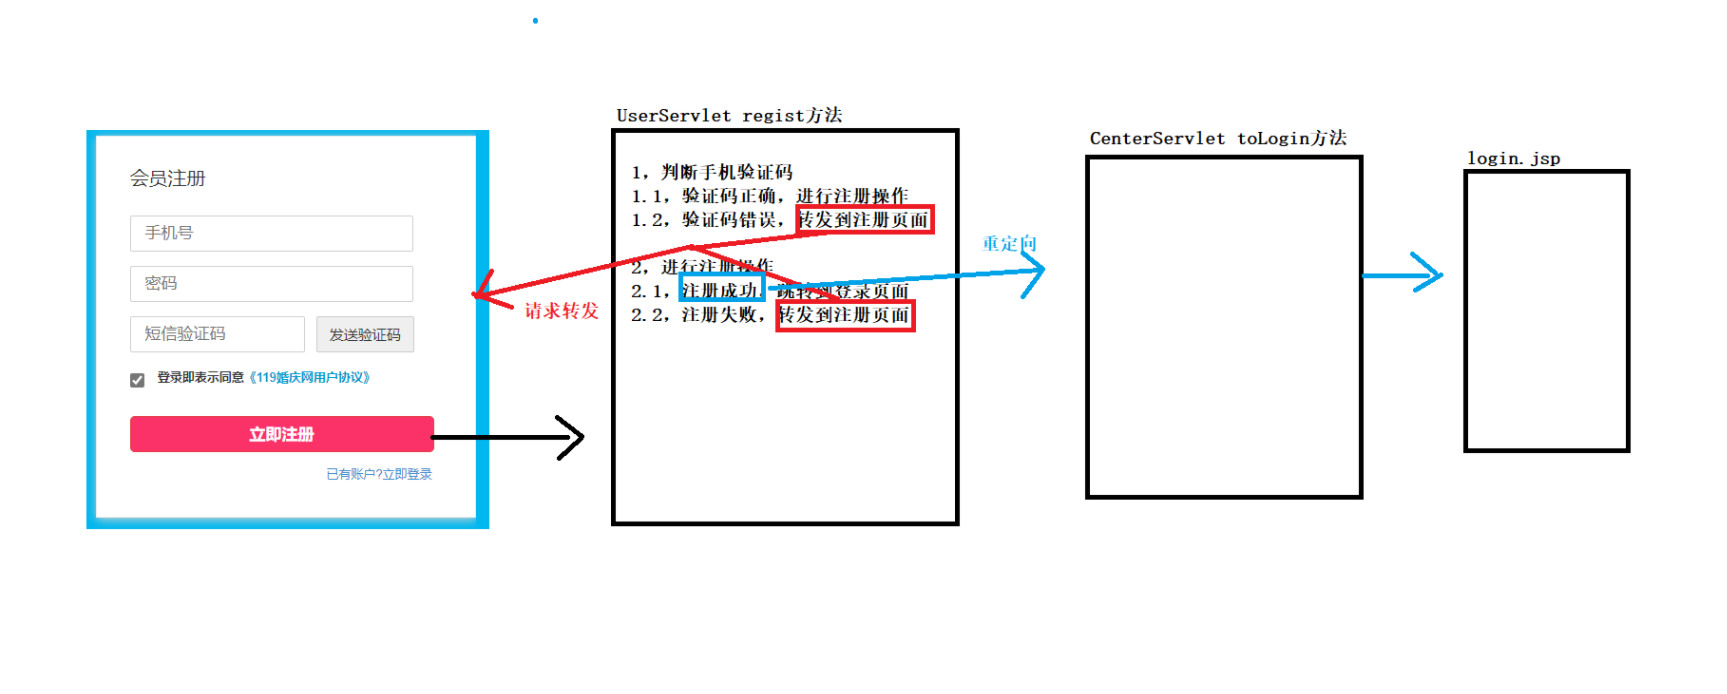 会员注册
手机号
密码
短信验证码
发送验证码
登录即表示同意《119婚庆网用户协议》
立即注册
已有账户?立即登录
请求转发
UserServlet regist方法
1, 判断手机验证码
1.1, 验证码正确, 进行注册操作
1.2, 验证码错误, 转发到注册页面
2, 进行注册操作
2.1, 注册成功, 跳转到登录页面
2.2, 注册失败, 转发到注册页面
重定向
CenterServlet toLogin方法
login.jsp